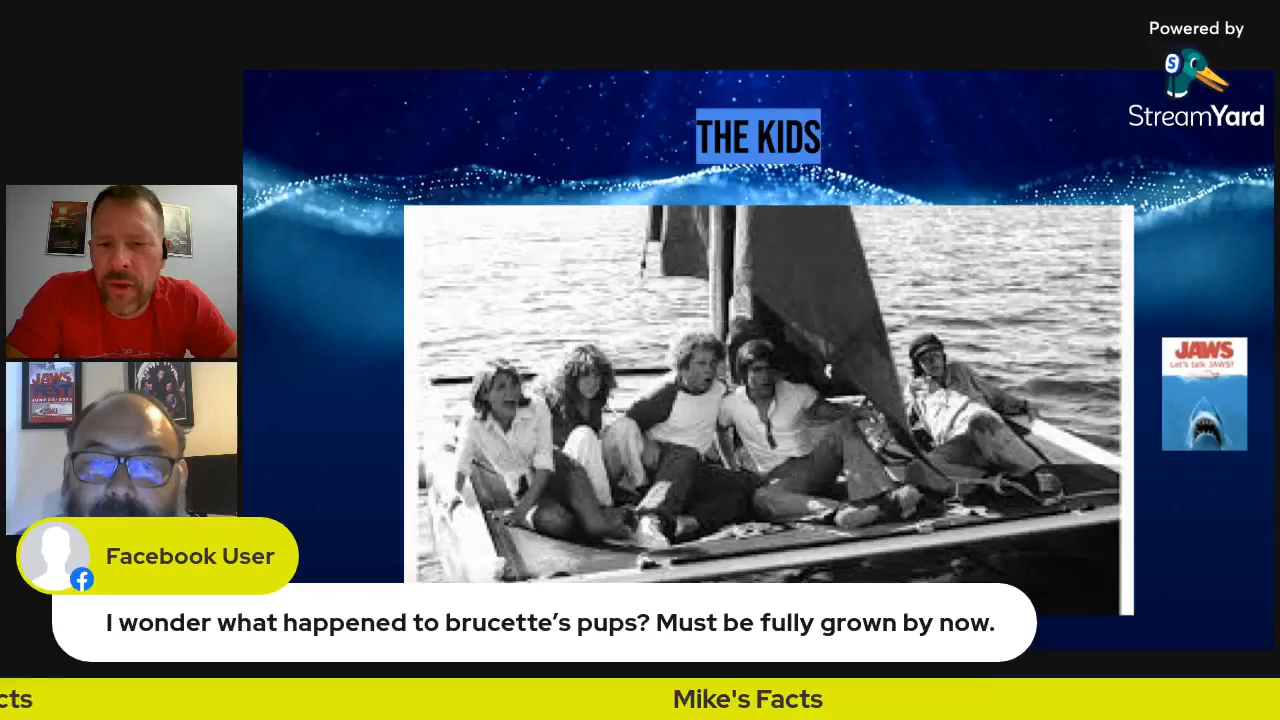 Powered by
S
StreamYard
THE KIDS
JAWS
Let's talk JAWS!
JAWS
Facebook User
I wonder what happened to brucette’s pups? Must be fully grown by now.
cts
Mike's Facts